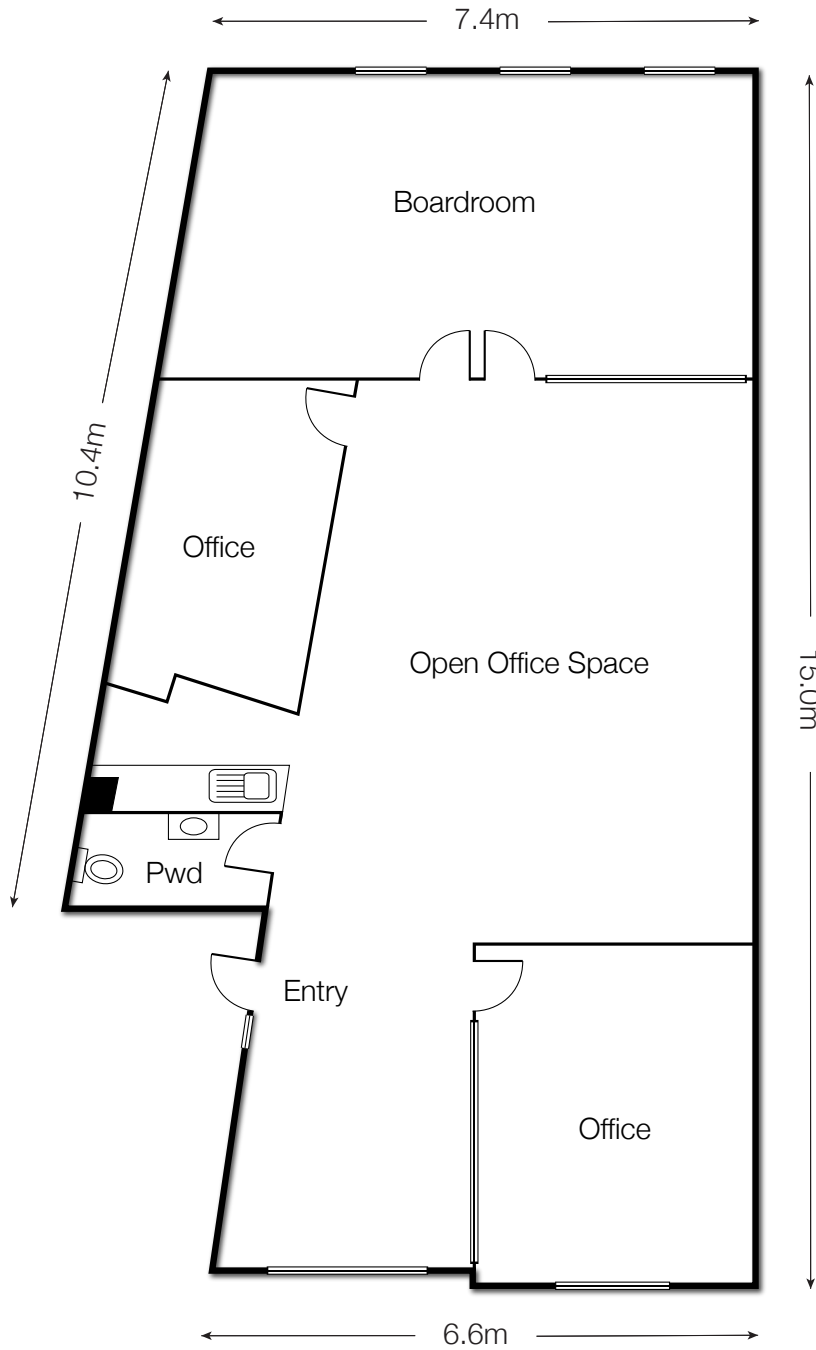 7.4m
Boardroom
10.4m
Office
Open Office Space
15.0m
Pwd
Entry
Office
6.6m